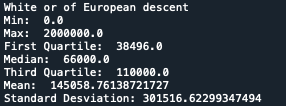 White or of European descent
Min:  0.0
Max:  2000000.0
First Quartile:  38496.0
Median:  66000.0
Third Quartile:  110000.0
Mean:  145058.76138721727
Standard Desviation: 301516.62299347494